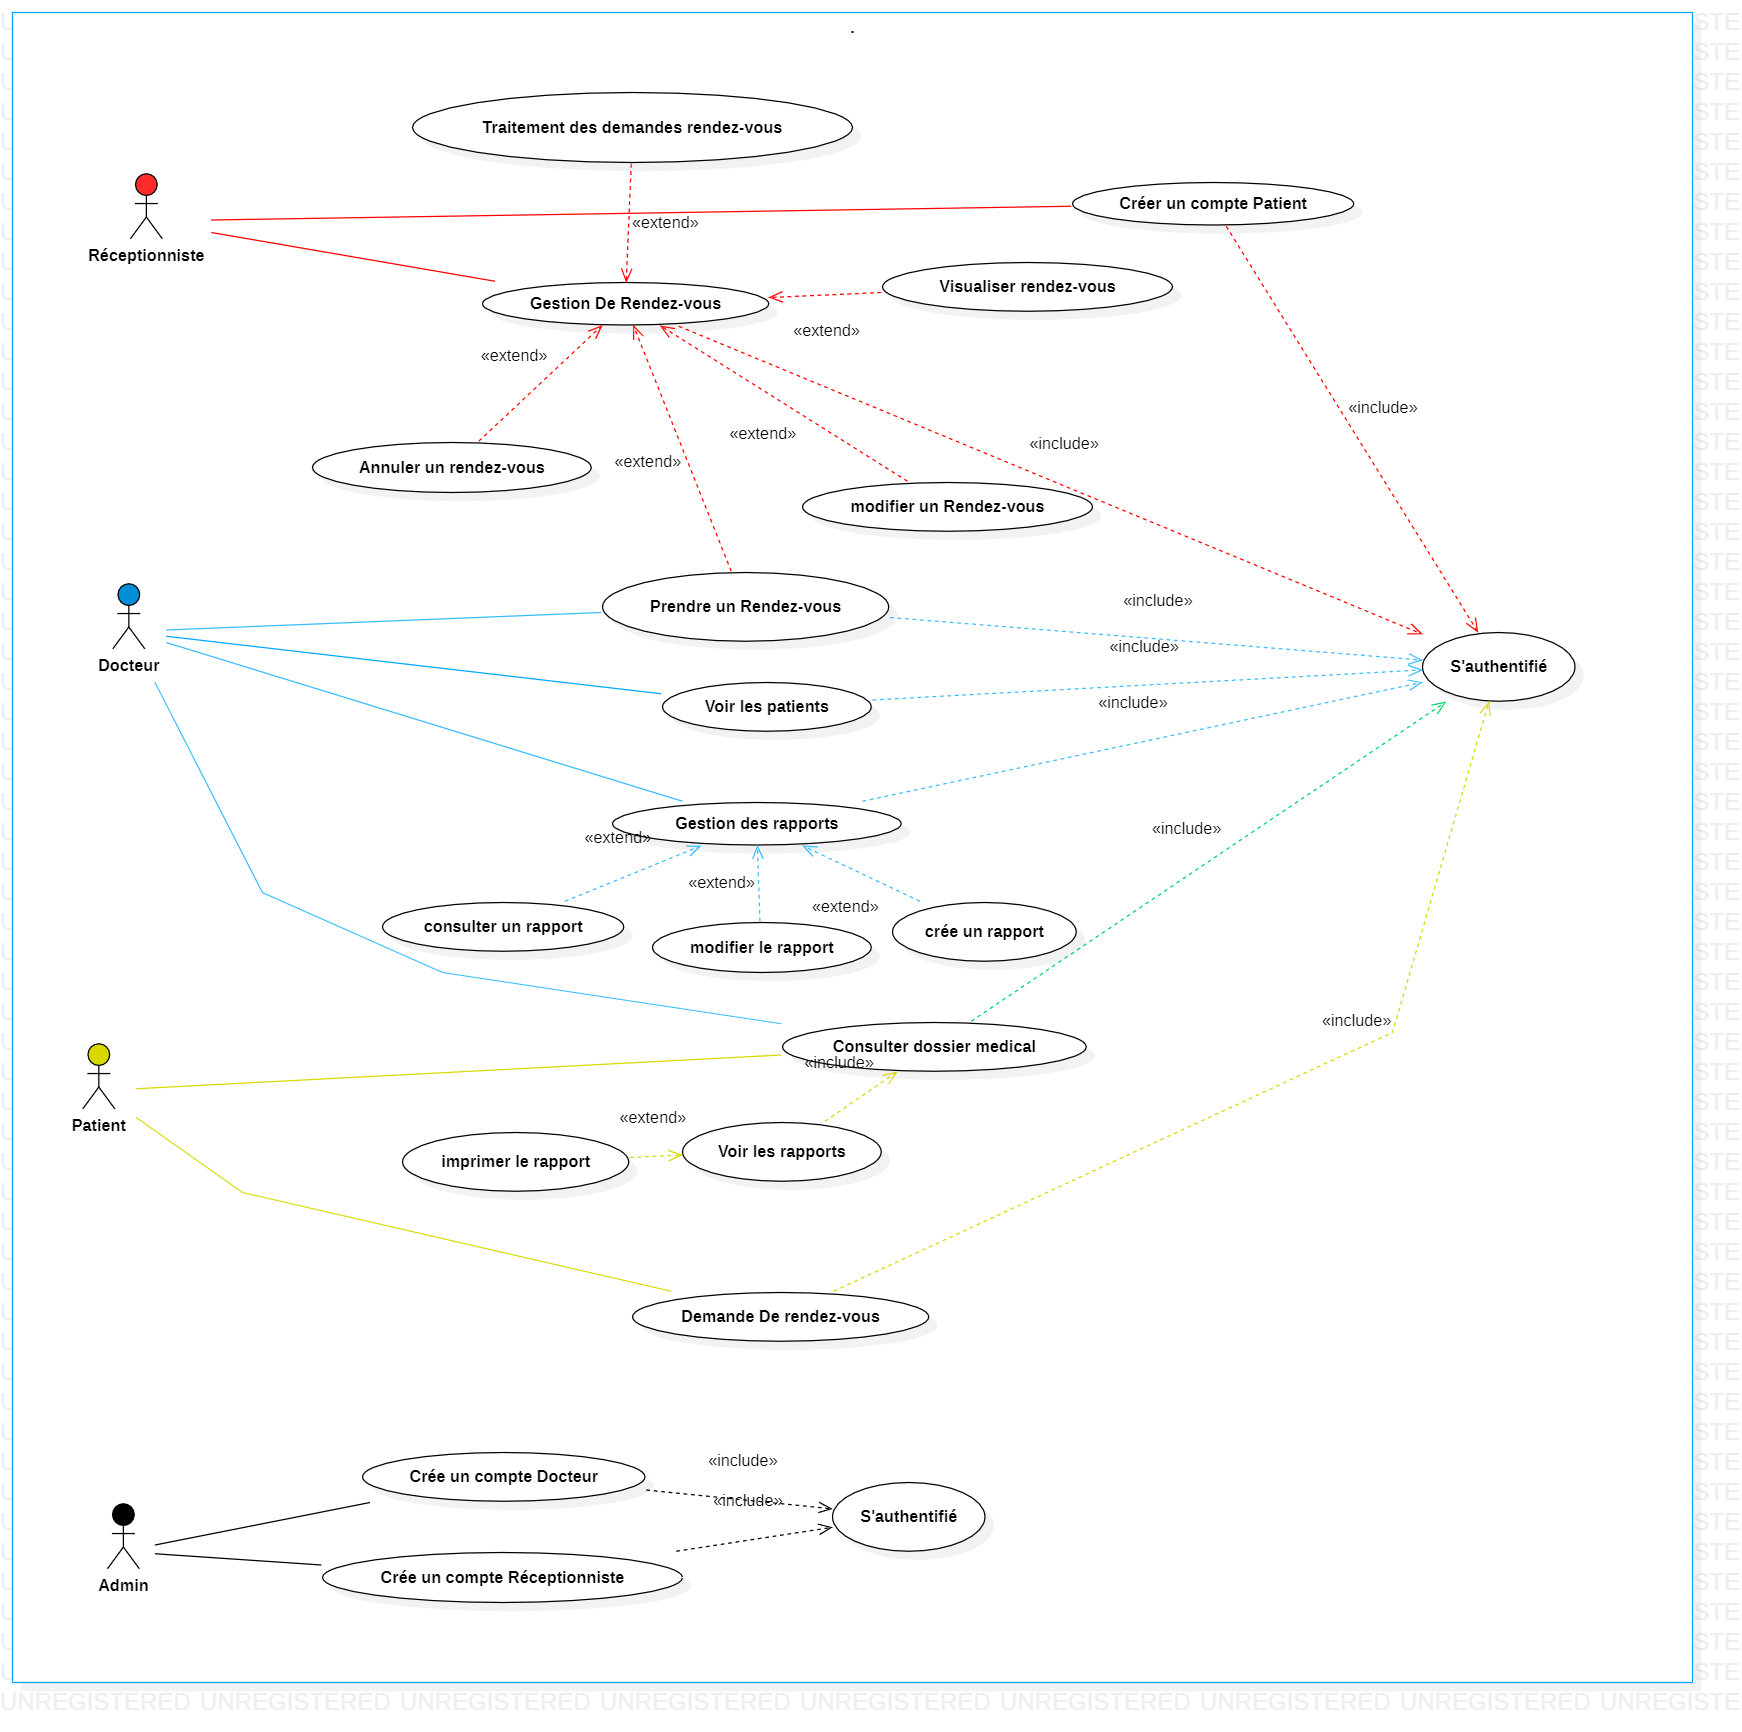 .
Traitement des demandes rendez-vous
Créer un compte Patient
«extend»
Réceptionniste
Visualiser rendez-vous
Gestion De Rendez-vous
«extend»
«extend»
«include»
«extend»
«include»
«extend»
Annuler un rendez-vous
modifier un Rendez-vous
«include»
Prendre un Rendez-vous
«include»
Docteur
S'authentifié
«include»
Voir les patients
Gestion des rapports
«include»
«extend»
«extend»
«extend»
consulter un rapport
crée un rapport
modifier le rapport
«include»
Consulter dossier medical
«include»
«extend»
Patient
Voir les rapports
imprimer le rapport
Demande De rendez-vous
«include»
Crée un compte Docteur
«include»
S'authentifié
Crée un compte Réceptionniste
Admin
UNREGISTERED UNREGISTERED UNREGISTERED UNREGISTERED UNREGISTERED UNREGISTERED UNREGISTERED UNREGISTERED UNREGISTE